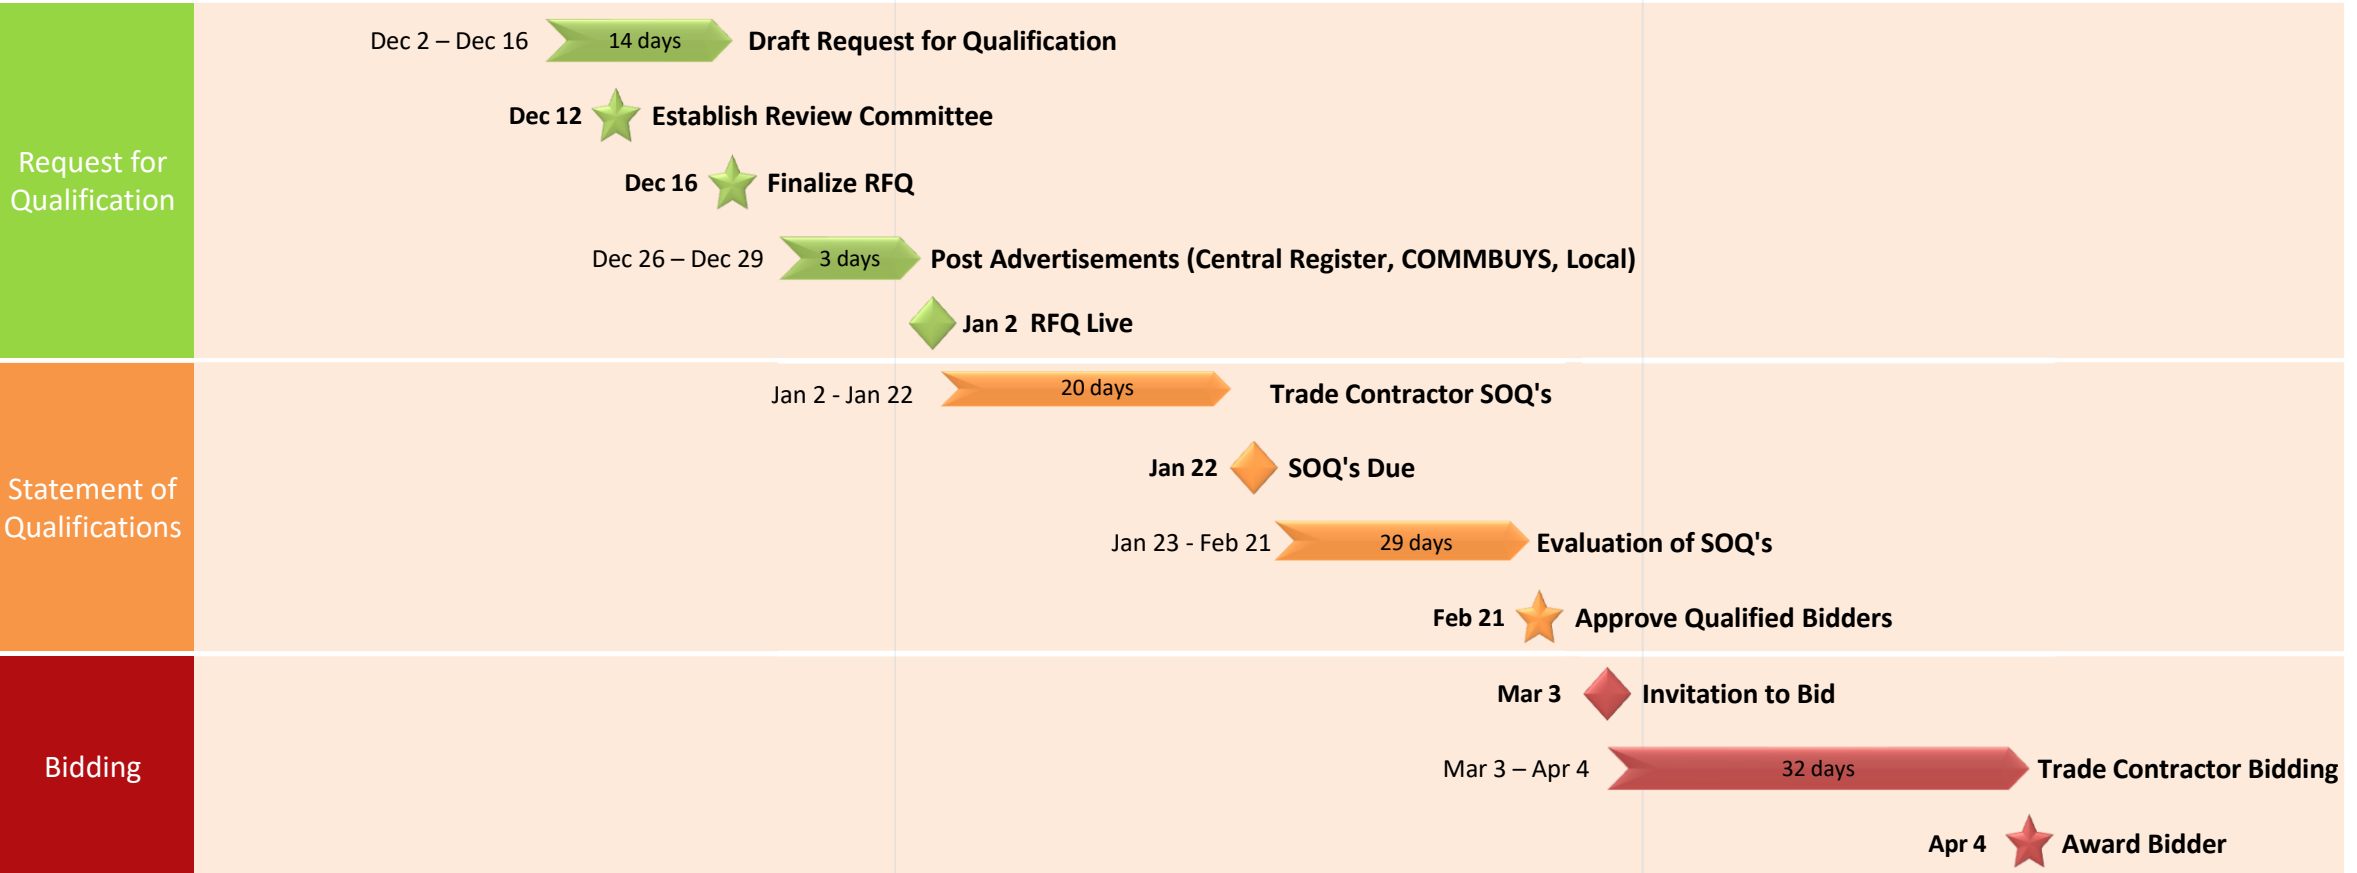 Request for
Qualification
Dec 2 – Dec 16 14 days Draft Request for Qualification
Dec 12 Establish Review Committee
Dec 16 Finalize RFQ
Dec 26 – Dec 29 3 days Post Advertisements (Central Register, COMMBUYS, Local)
Jan 2 RFQ Live
Statement of
Qualifications
Jan 2 - Jan 22 20 days Trade Contractor SOQ's
Jan 22 SOQ's Due
Jan 23 - Feb 21 29 days Evaluation of SOQ's
Feb 21 Approve Qualified Bidders
Bidding
Mar 3 Invitation to Bid
Mar 3 – Apr 4 32 days Trade Contractor Bidding
Apr 4 Award Bidder